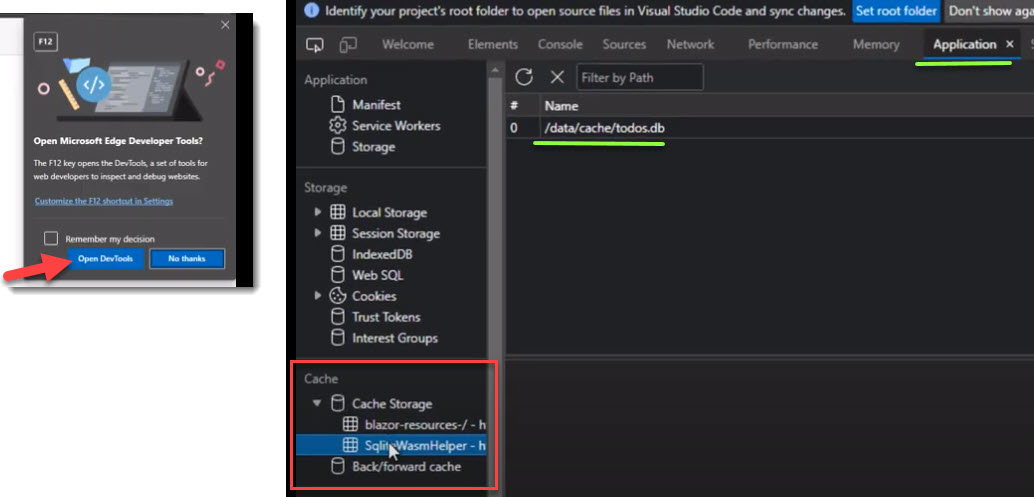 F12
Open Microsoft Edge Developer Tools?
The F12 key opens the DevTools, a set of tools for
web developers to inspect and debug websites.
Customize the F12 shortcut in Settings
Remember my decision
Open DevTools
No thanks
Identify your project's root folder to open source files in Visual Studio Code and sync changes.
Set root folder
Don't show aga
Welcome
Elements
Console
Sources
Network
Performance
Memory
Application
Application
Manifest
Service Workers
Storage
Storage
Local Storage
Session Storage
IndexedDB
Web SQL
Cookies
Trust Tokens
Interest Groups
Cache
Cache Storage
blazor-resources-/ - h
SqliteWasmHelper - h
Back/forward cache
Filter by Path
# Name
0 /data/cache/todos.db